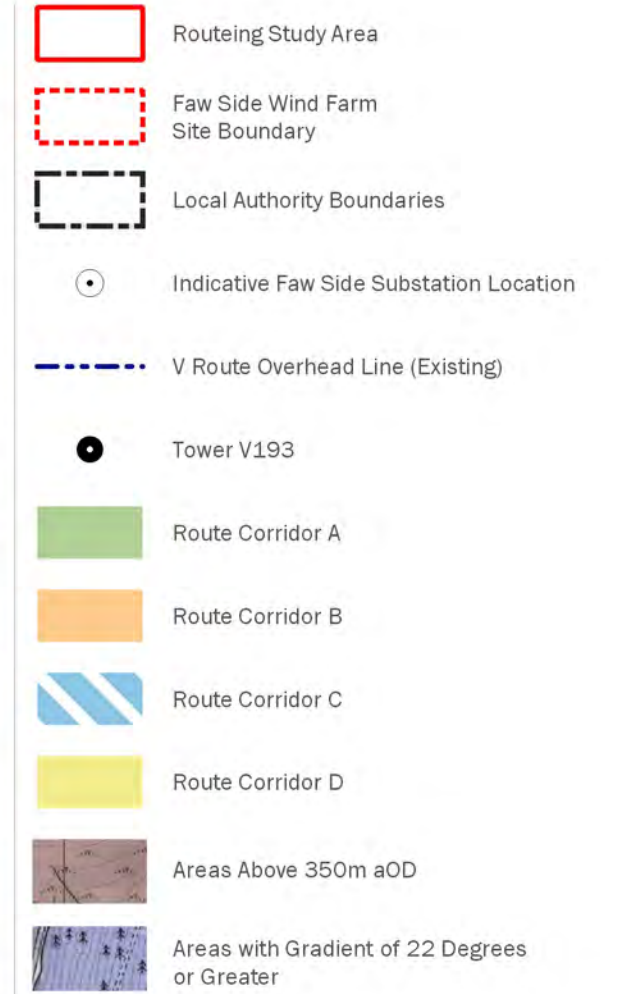 Routeing Study Area
Faw Side Wind Farm
Site Boundary
Local Authority Boundaries
Indicative Faw Side Substation Location
V Route Overhead Line (Existing)
Tower V193
Route Corridor A
Route Corridor B
Route Corridor C
Route Corridor D
Areas Above 350m aOD
Areas with Gradient of 22 Degrees
or Greater